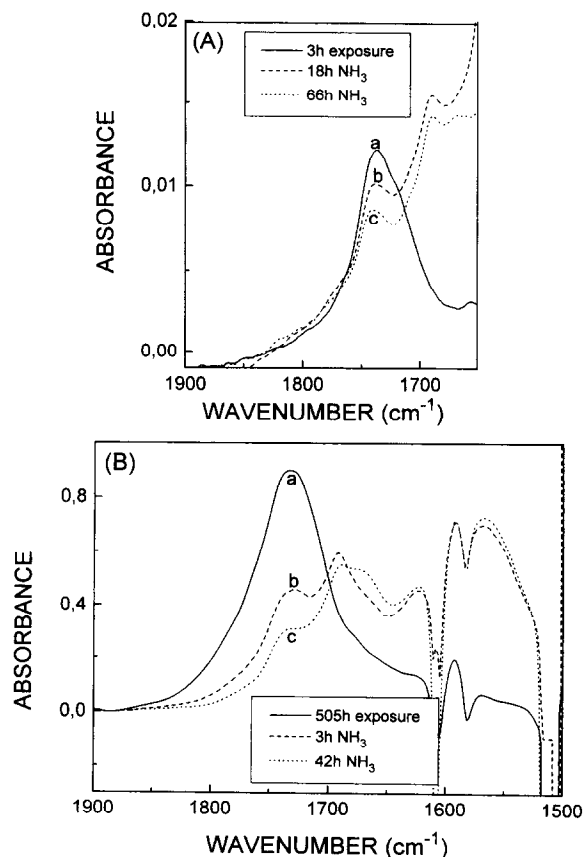 (A)
3h exposure
18h NH₃
66h NH₃
a
b
c
0,02
0,01
0,00
ABSORBANCE
1900 1800 1700
WAVENUMBER (cm⁻¹)
(B)
a
b
c
0,8
0,4
0,0
ABSORBANCE
505h exposure
3h NH₃
42h NH₃
1900 1800 1700 1600 1500
WAVENUMBER (cm⁻¹)